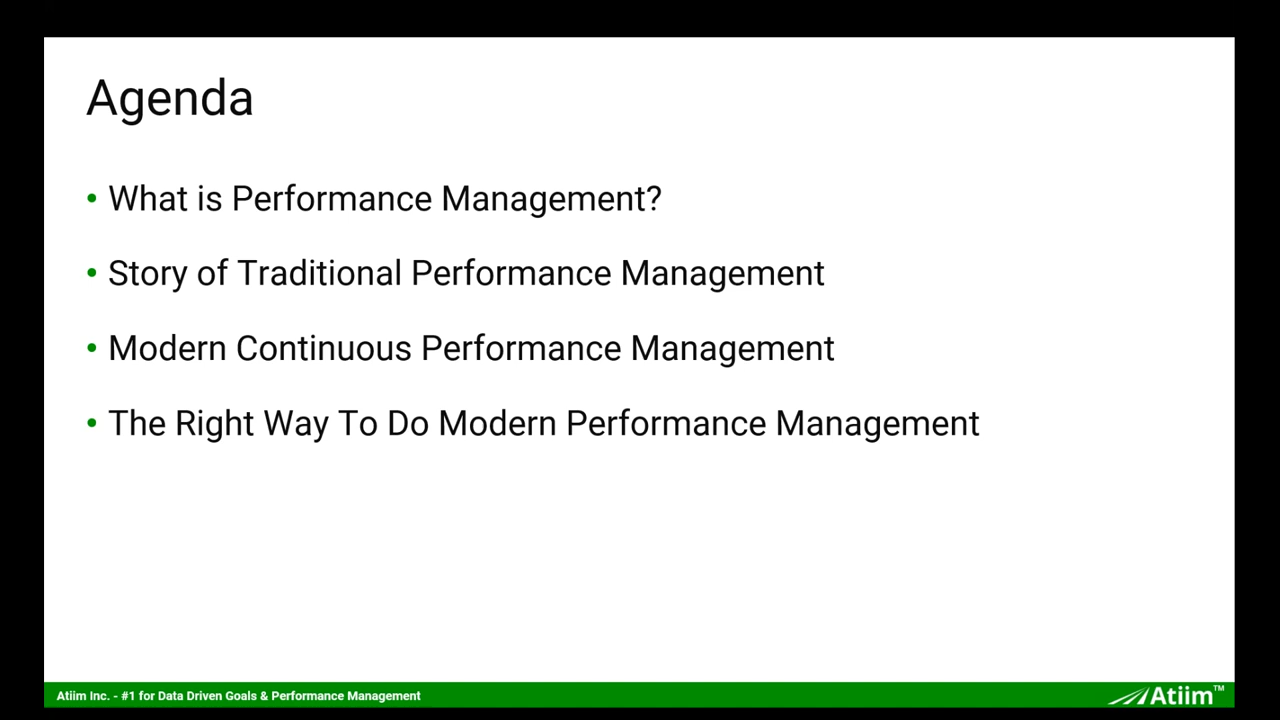 Agenda
• What is Performance Management?
• Story of Traditional Performance Management
• Modern Continuous Performance Management
• The Right Way To Do Modern Performance Management
Atiim Inc. - #1 for Data Driven Goals & Performance Management
Atiim™